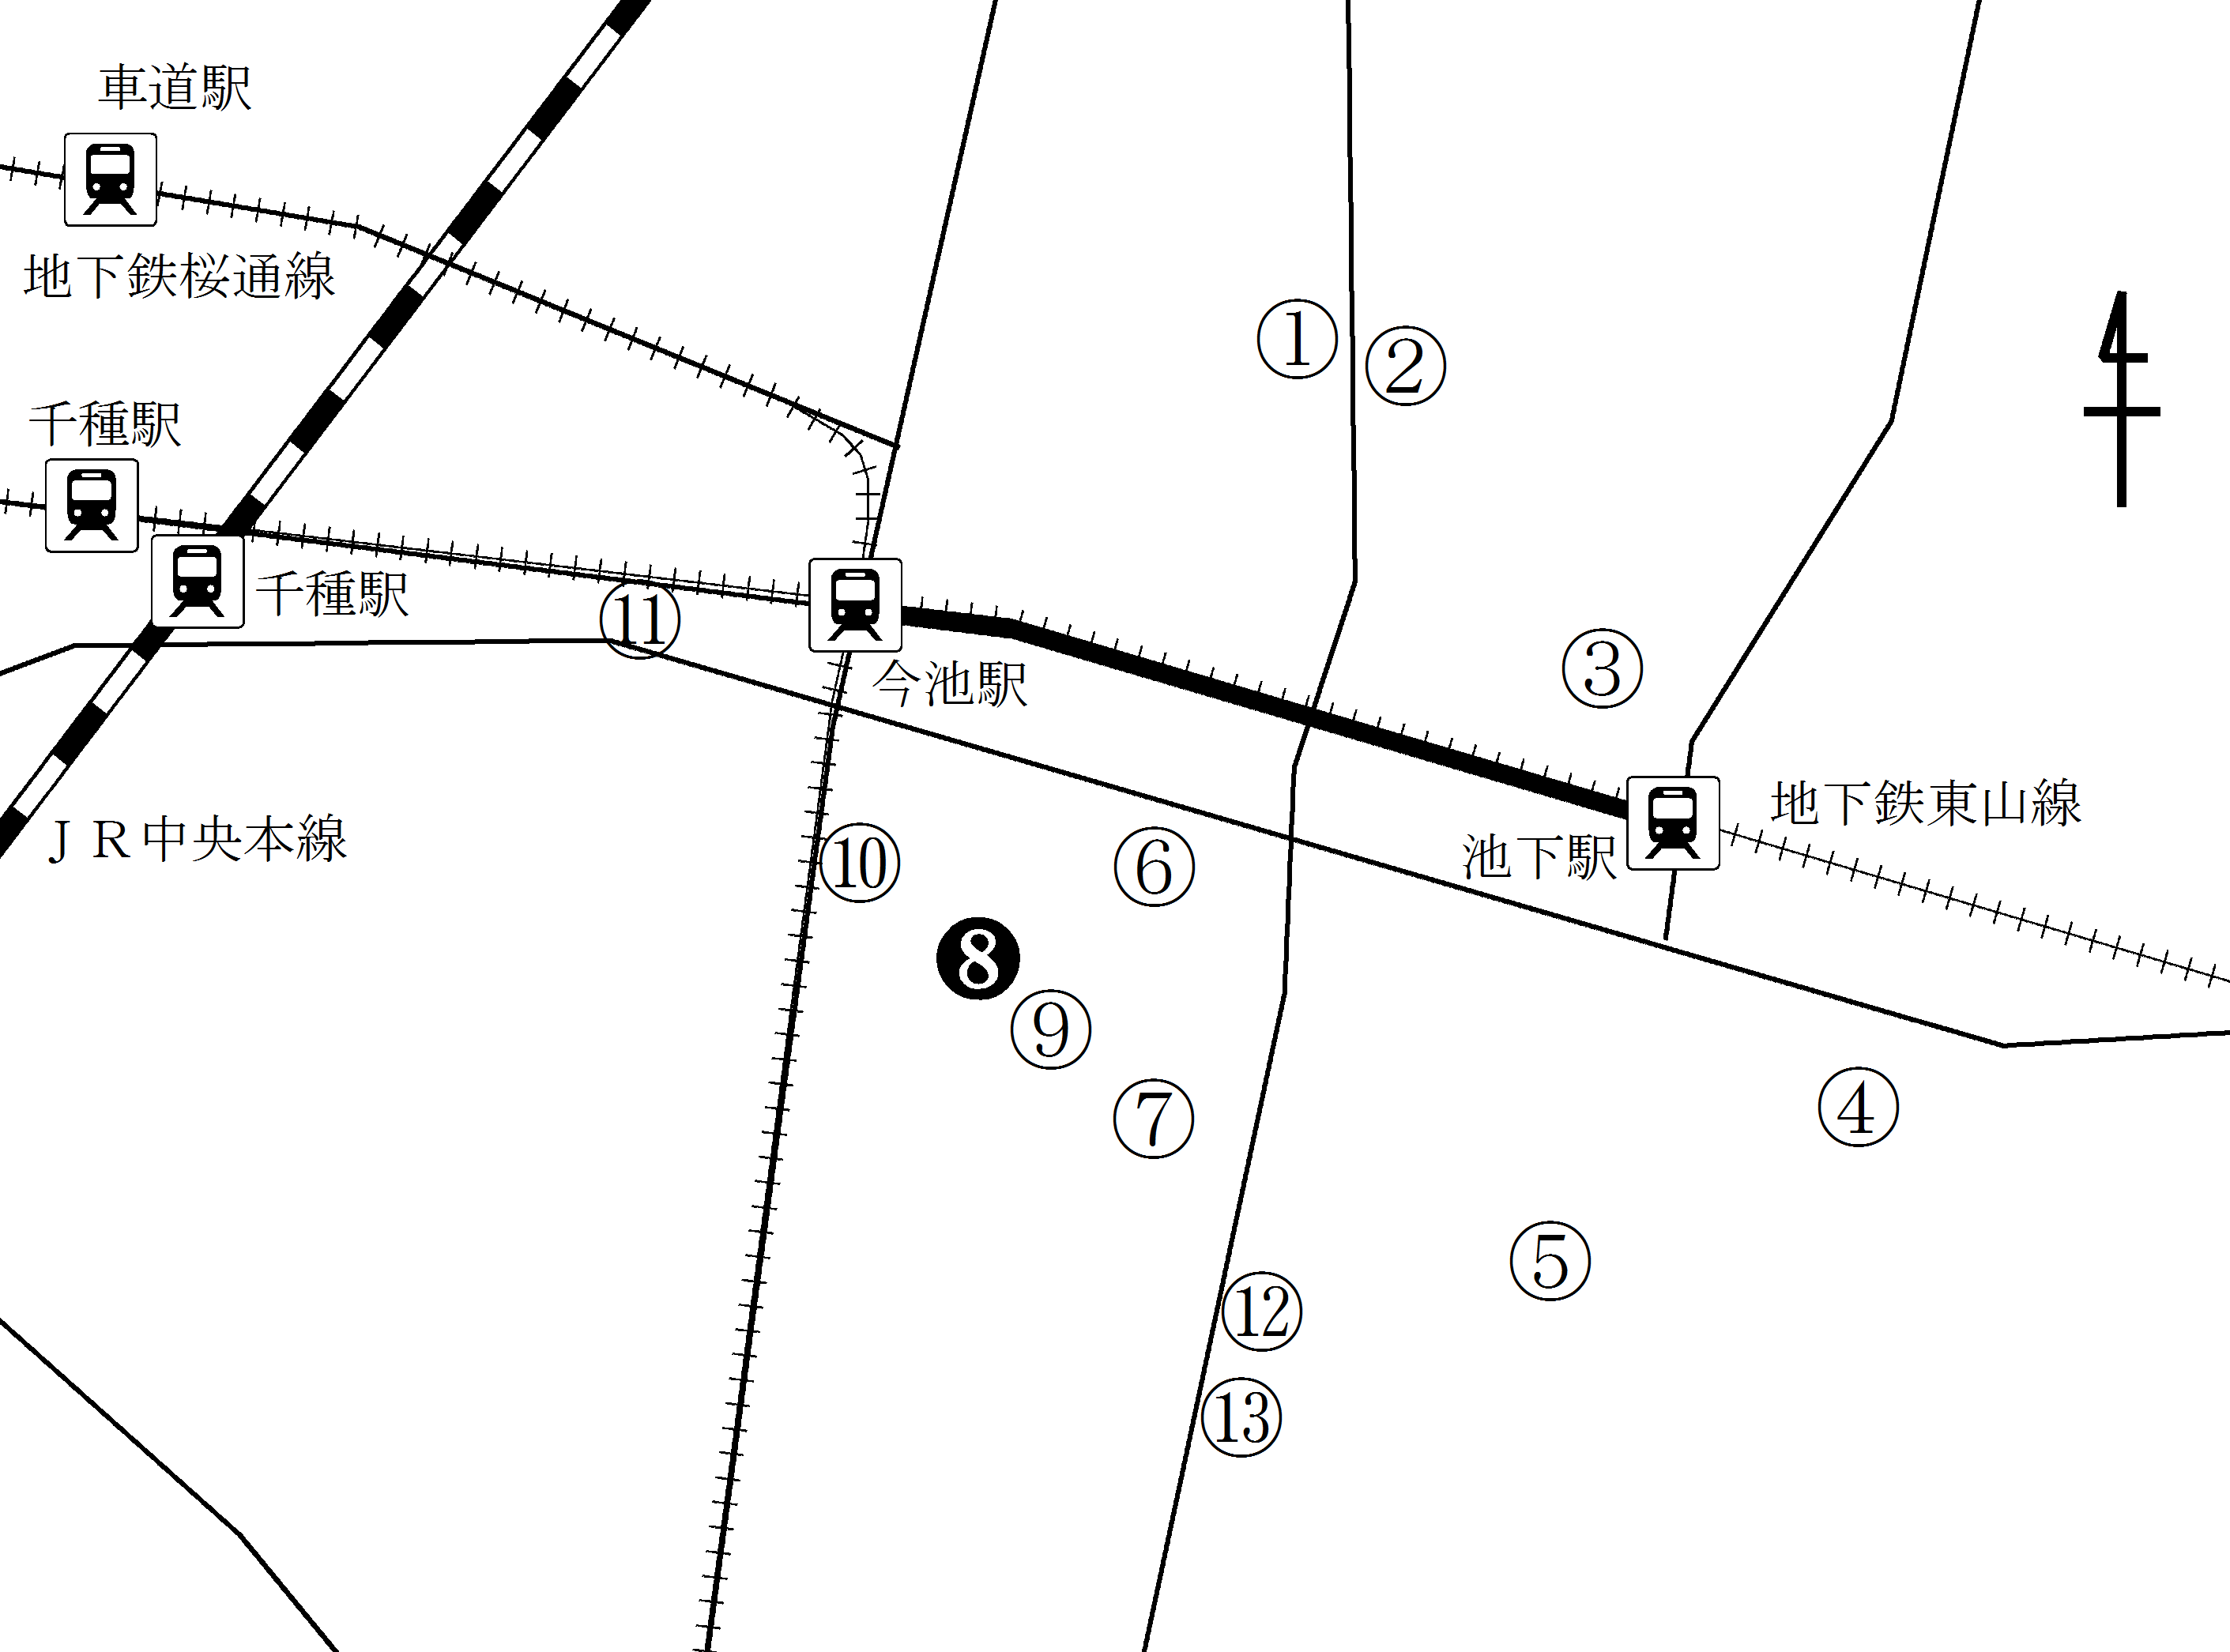 車道駅
地下鉄桜通線
①
②
千種駅
千種駅
⑪
今池駅
③
地下鉄東山線
池下駅
ＪＲ中央本線
⑩
⑥
❽
⑨
⑦
④
⑤
⑫
⑬